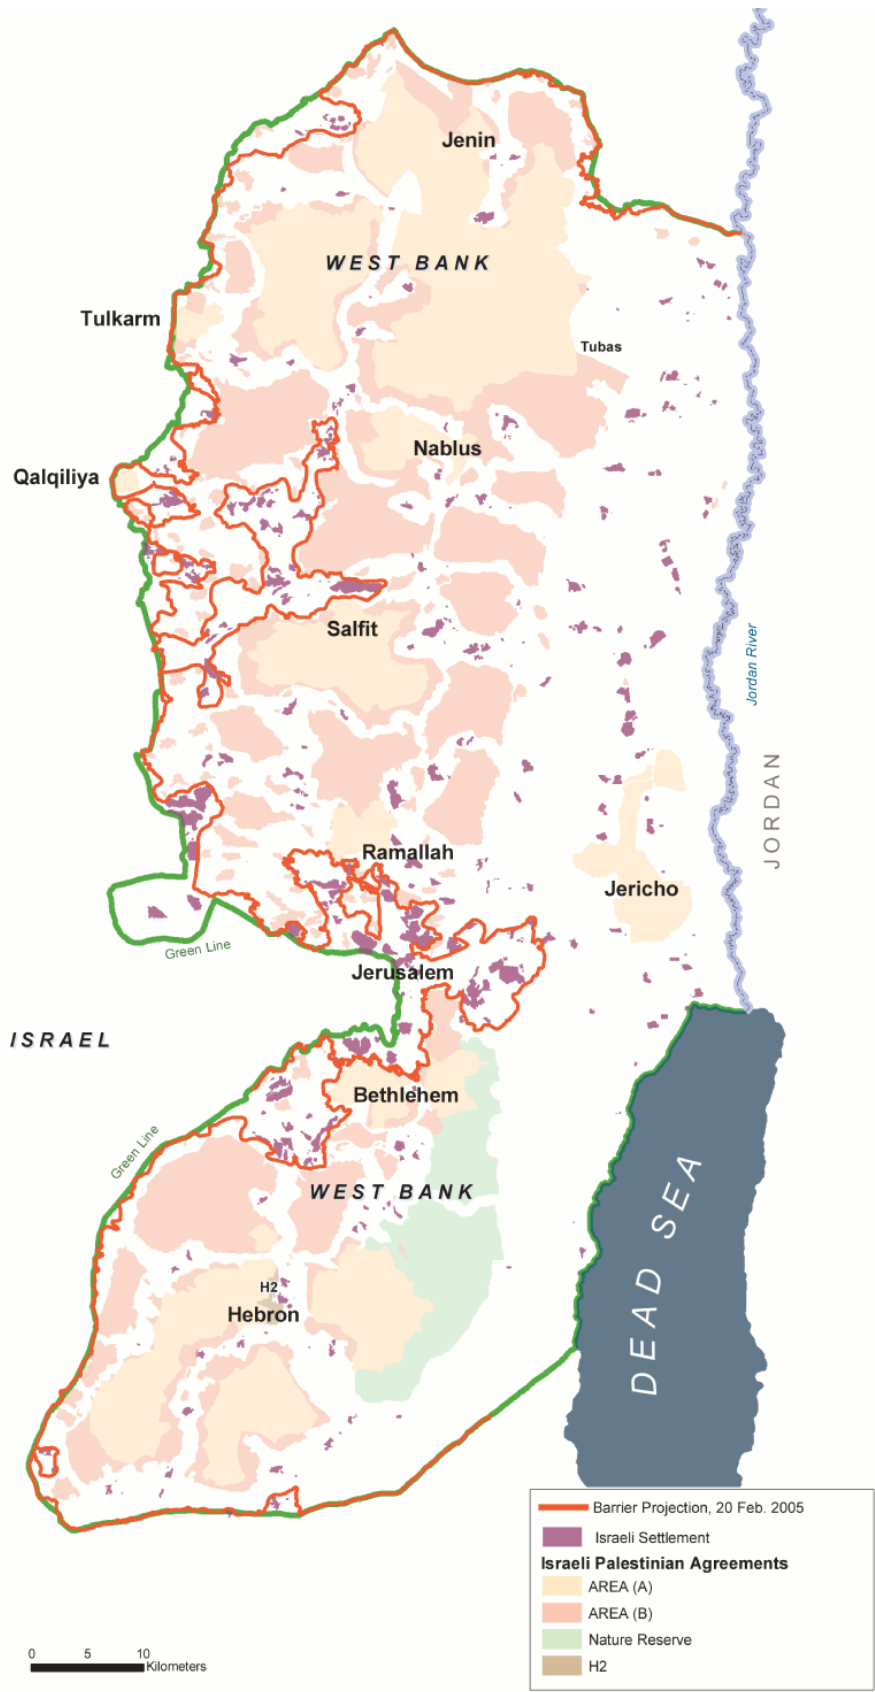 Jenin
WEST BANK
Tulkarm
Tubas
Nablus
Qalqiliya
Salfit
Jordan River
JORDAN
Ramallah
Jericho
Green Line
Jerusalem
ISRAEL
Bethlehem
Green Line
WEST BANK
DEAD SEA
H2
Hebron
Barrier Projection, 20 Feb. 2005
Israeli Settlement
Israeli Palestinian Agreements
AREA (A)
AREA (B)
Nature Reserve
H2
0 5 10
Kilometers